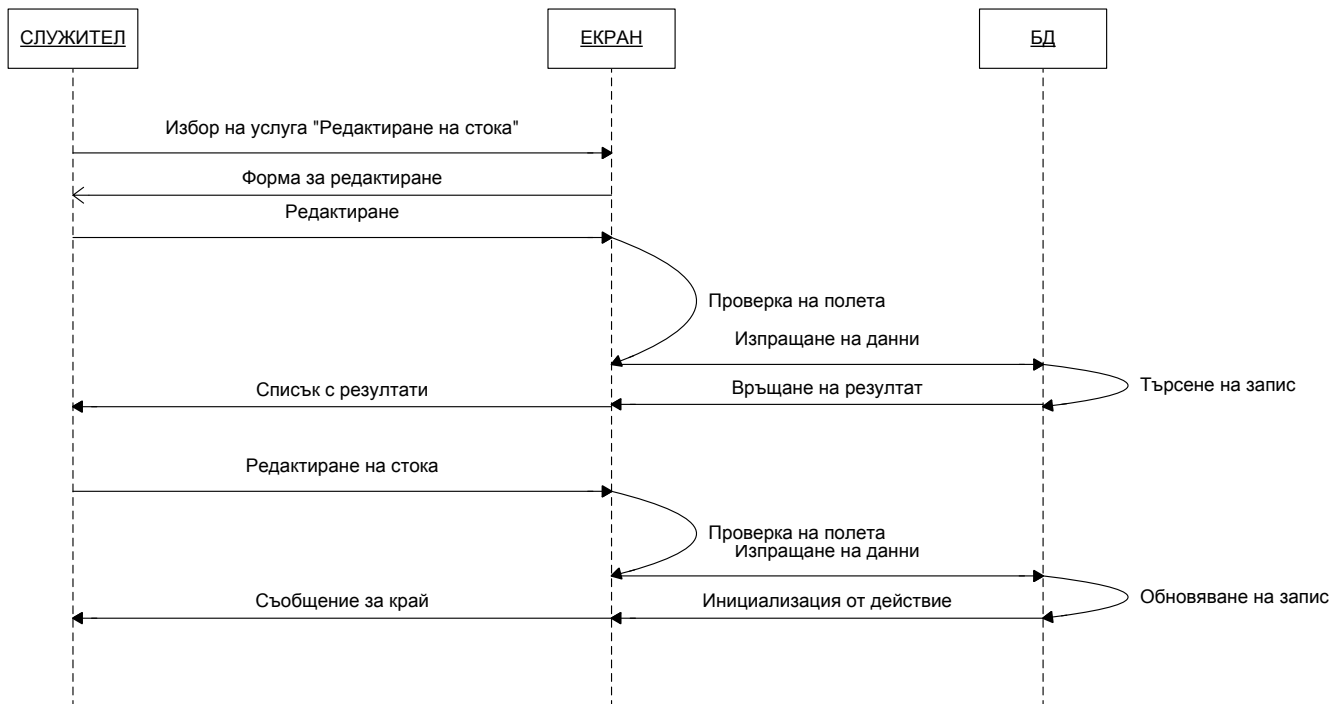 СЛУЖИТЕЛ
ЕКРАН
БД
Избор на услуга "Редактиране на стока"
Форма за редактиране
Редактиране
Проверка на полета
Изпращане на данни
Търсене на запис
Връщане на резултат
Списък с резултати
Редактиране на стока
Проверка на полета
Изпращане на данни
Обновяване на запис
Инициализация от действие
Съобщение за край